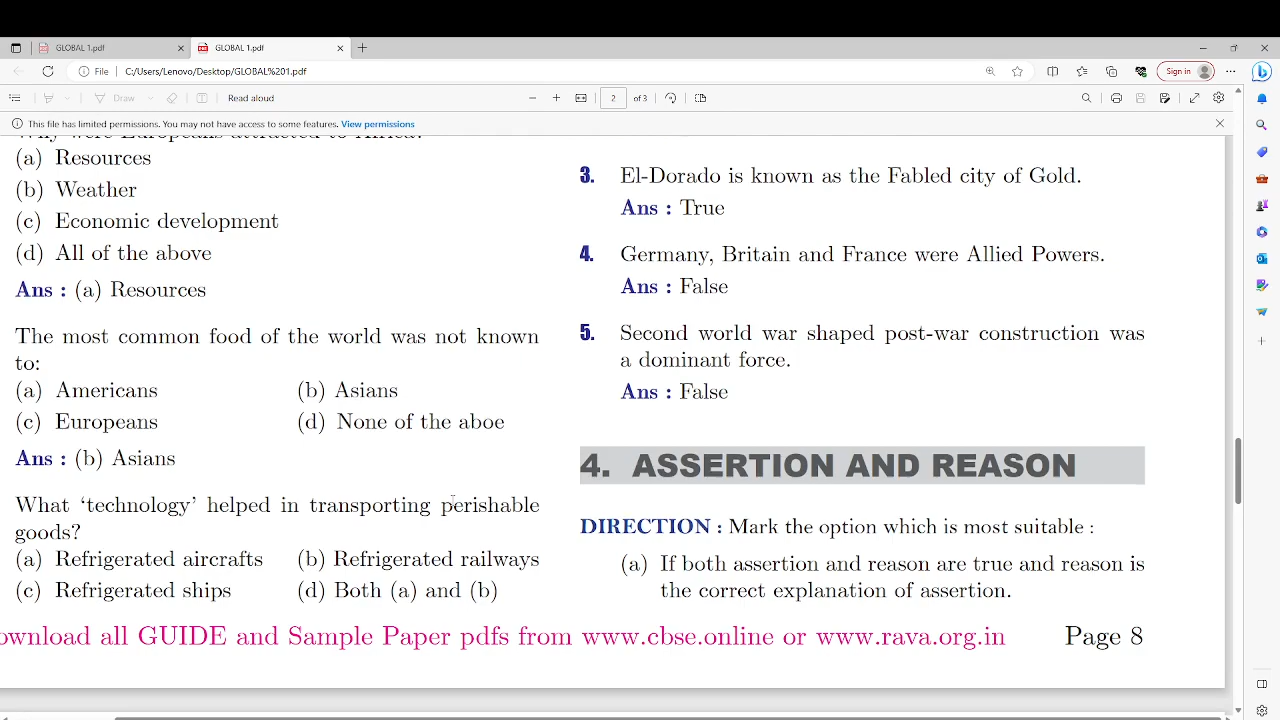 GLOBAL 1.pdf
GLOBAL 1.pdf
File
C:/Users/Lenovo/Desktop/GLOBAL%201.pdf
Sign in
Draw
Read aloud
2
of 3
This file has limited permissions. You may not have access to some features. View permissions
Why were Europeans attracted to Africa?
(a) Resources
(b) Weather
(c) Economic development
(d) All of the above
Ans : (a) Resources
The most common food of the world was not known
to:
(a) Americans (b) Asians
(c) Europeans (d) None of the aboe
Ans : (b) Asians
What ‘technology’ helped in transporting perishable
goods?
(a) Refrigerated aircrafts (b) Refrigerated railways
(c) Refrigerated ships (d) Both (a) and (b)
3. El-Dorado is known as the Fabled city of Gold.
Ans : True
4. Germany, Britain and France were Allied Powers.
Ans : False
5. Second world war shaped post-war construction was
a dominant force.
Ans : False
4. ASSERTION AND REASON
DIRECTION : Mark the option which is most suitable :
(a) If both assertion and reason are true and reason is
the correct explanation of assertion.
ownload all GUIDE and Sample Paper pdfs from www.cbse.online or www.rava.org.in
Page 8